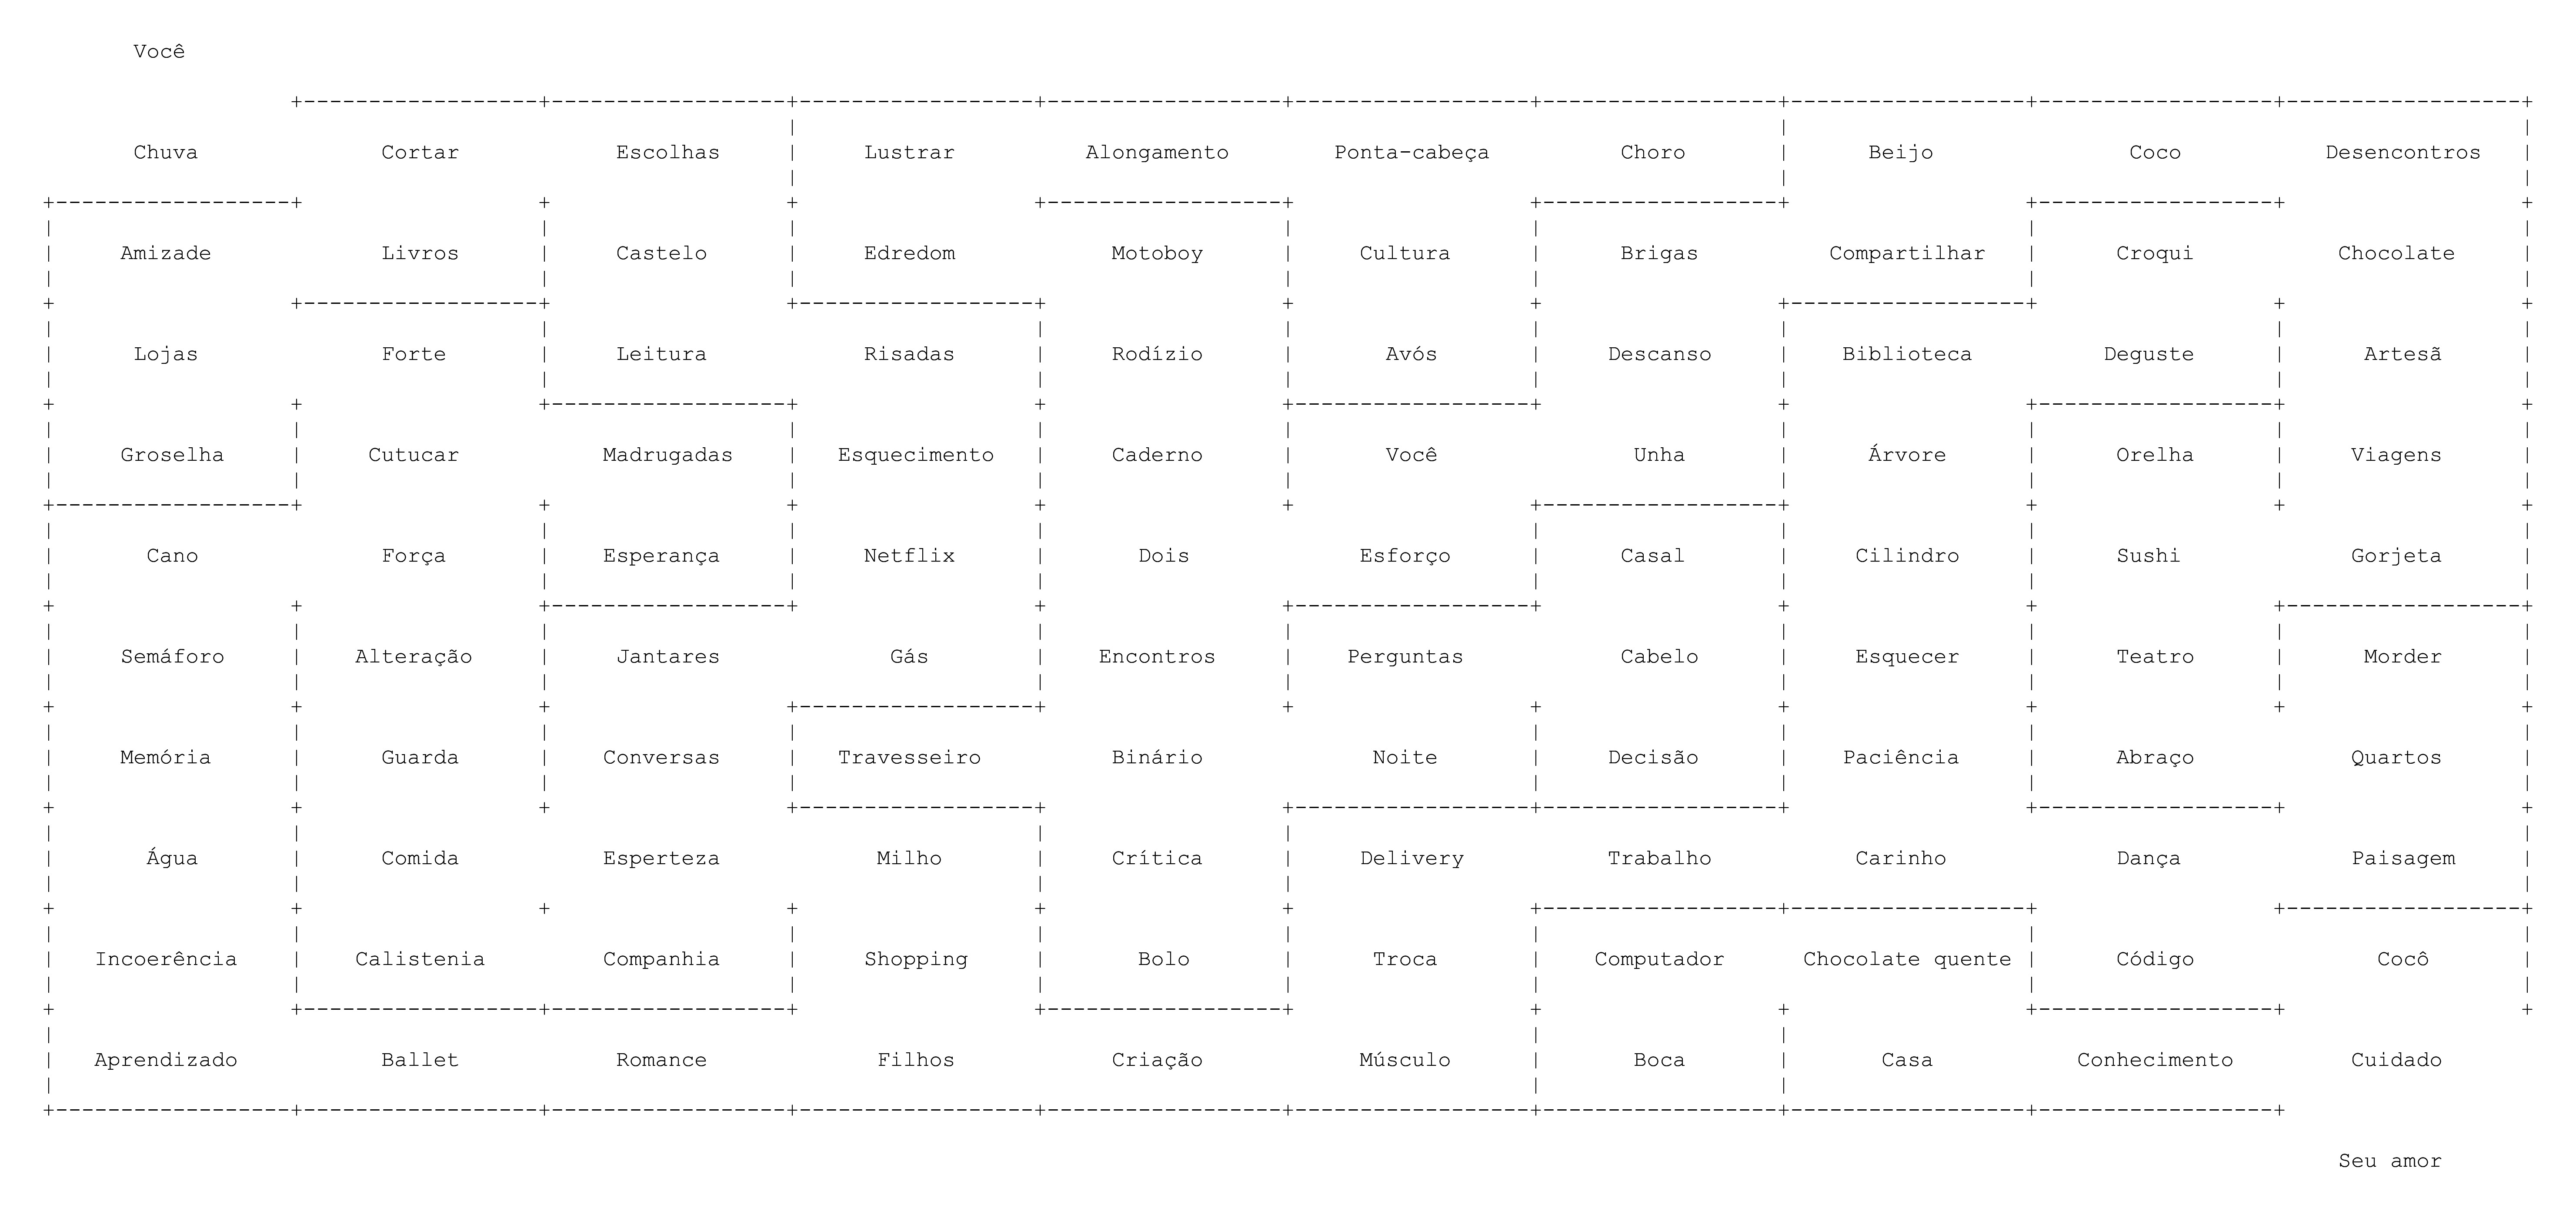 Você
Chuva Cortar Escolhas Lustrar Alongamento Ponta-cabeça Choro Beijo Coco Desencontros
Amizade Livros Castelo Edredom Motoboy Cultura Brigas Compartilhar Croqui Chocolate
Lojas Forte Leitura Risadas Rodízio Avós Descanso Biblioteca Deguste Artesã
Groselha Cutucar Madrugadas Esquecimento Caderno Você Unha Árvore Orelha Viagens
Cano Força Esperança Netflix Dois Esforço Casal Cilindro Sushi Gorjeta
Semáforo Alteração Jantares Gás Encontros Perguntas Cabelo Esquecer Teatro Morder
Memória Guarda Conversas Travesseiro Binário Noite Decisão Paciência Abraço Quartos
Água Comida Esperteza Milho Crítica Delivery Trabalho Carinho Dança Paisagem
Incoerência Calistenia Companhia Shopping Bolo Troca Computador Chocolate quente Código Cocô
Aprendizado Ballet Romance Filhos Criação Músculo Boca Casa Conhecimento Cuidado
Seu amor